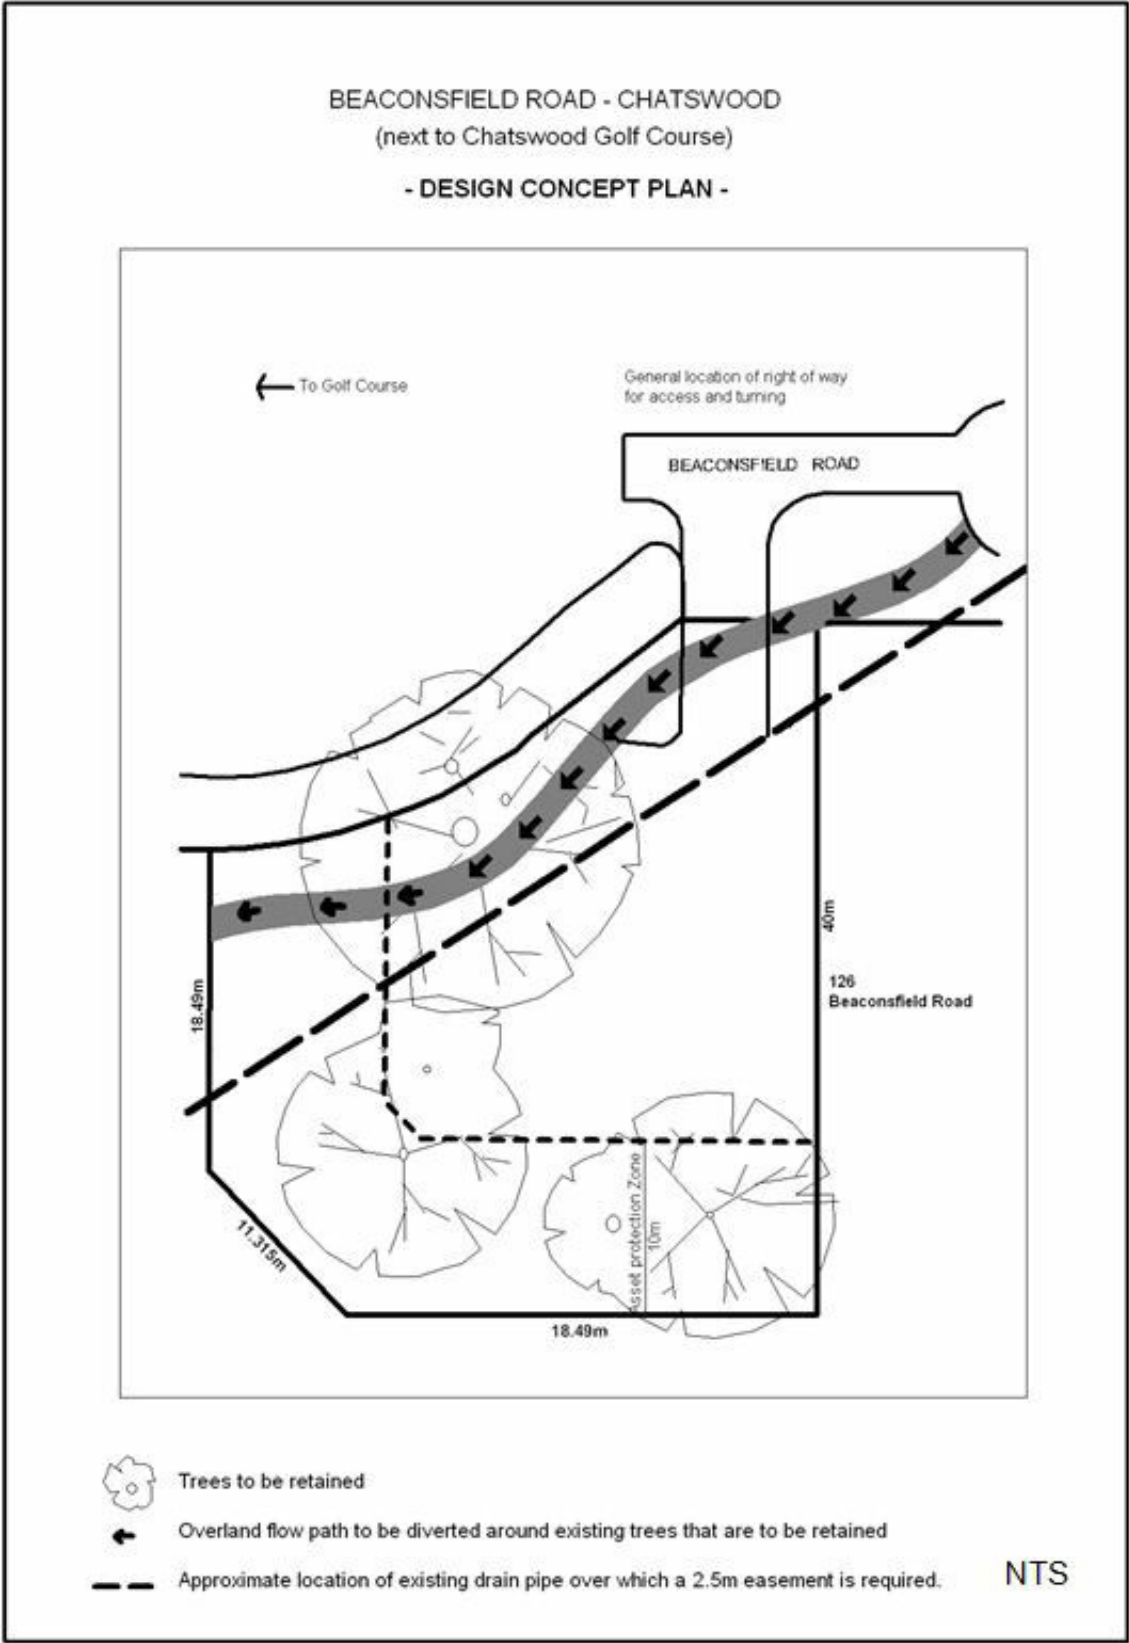 BEACONSFIELD ROAD - CHATSWOOD
(next to Chatswood Golf Course)
- DESIGN CONCEPT PLAN -
To Golf Course
General location of right of way
for access and turning
BEACONSFIELD ROAD
40m
126
Beaconsfield Road
18.49m
Asset protection Zone
10m
11.315m
18.49m
Trees to be retained
Overland flow path to be diverted around existing trees that are to be retained
Approximate location of existing drain pipe over which a 2.5m easement is required.
NTS